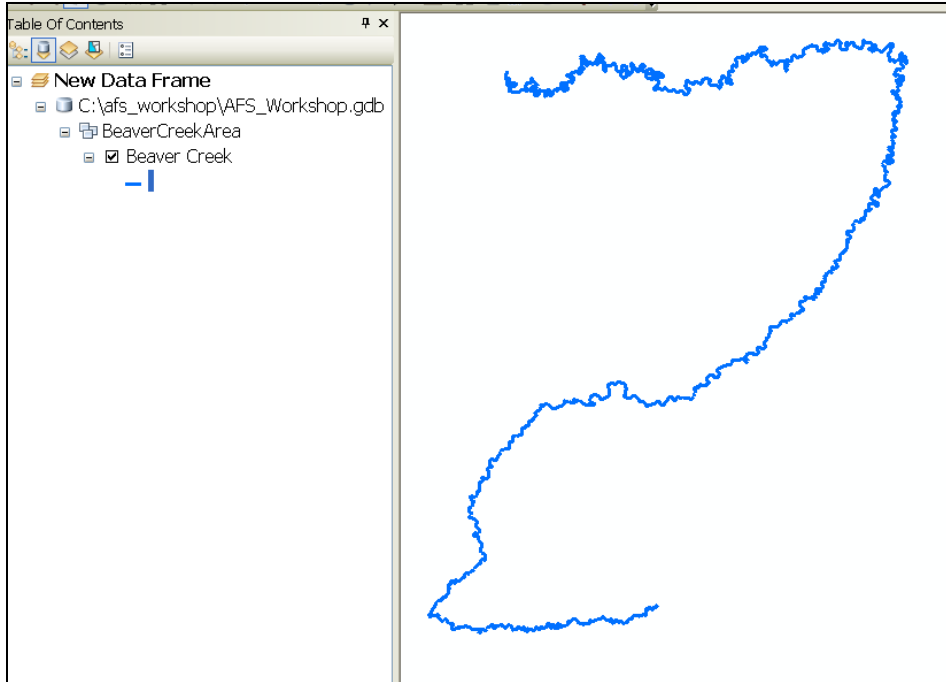 Table Of Contents
New Data Frame
C:\afs_workshop\AFS_Workshop.gdb
BeaverCreekArea
Beaver Creek